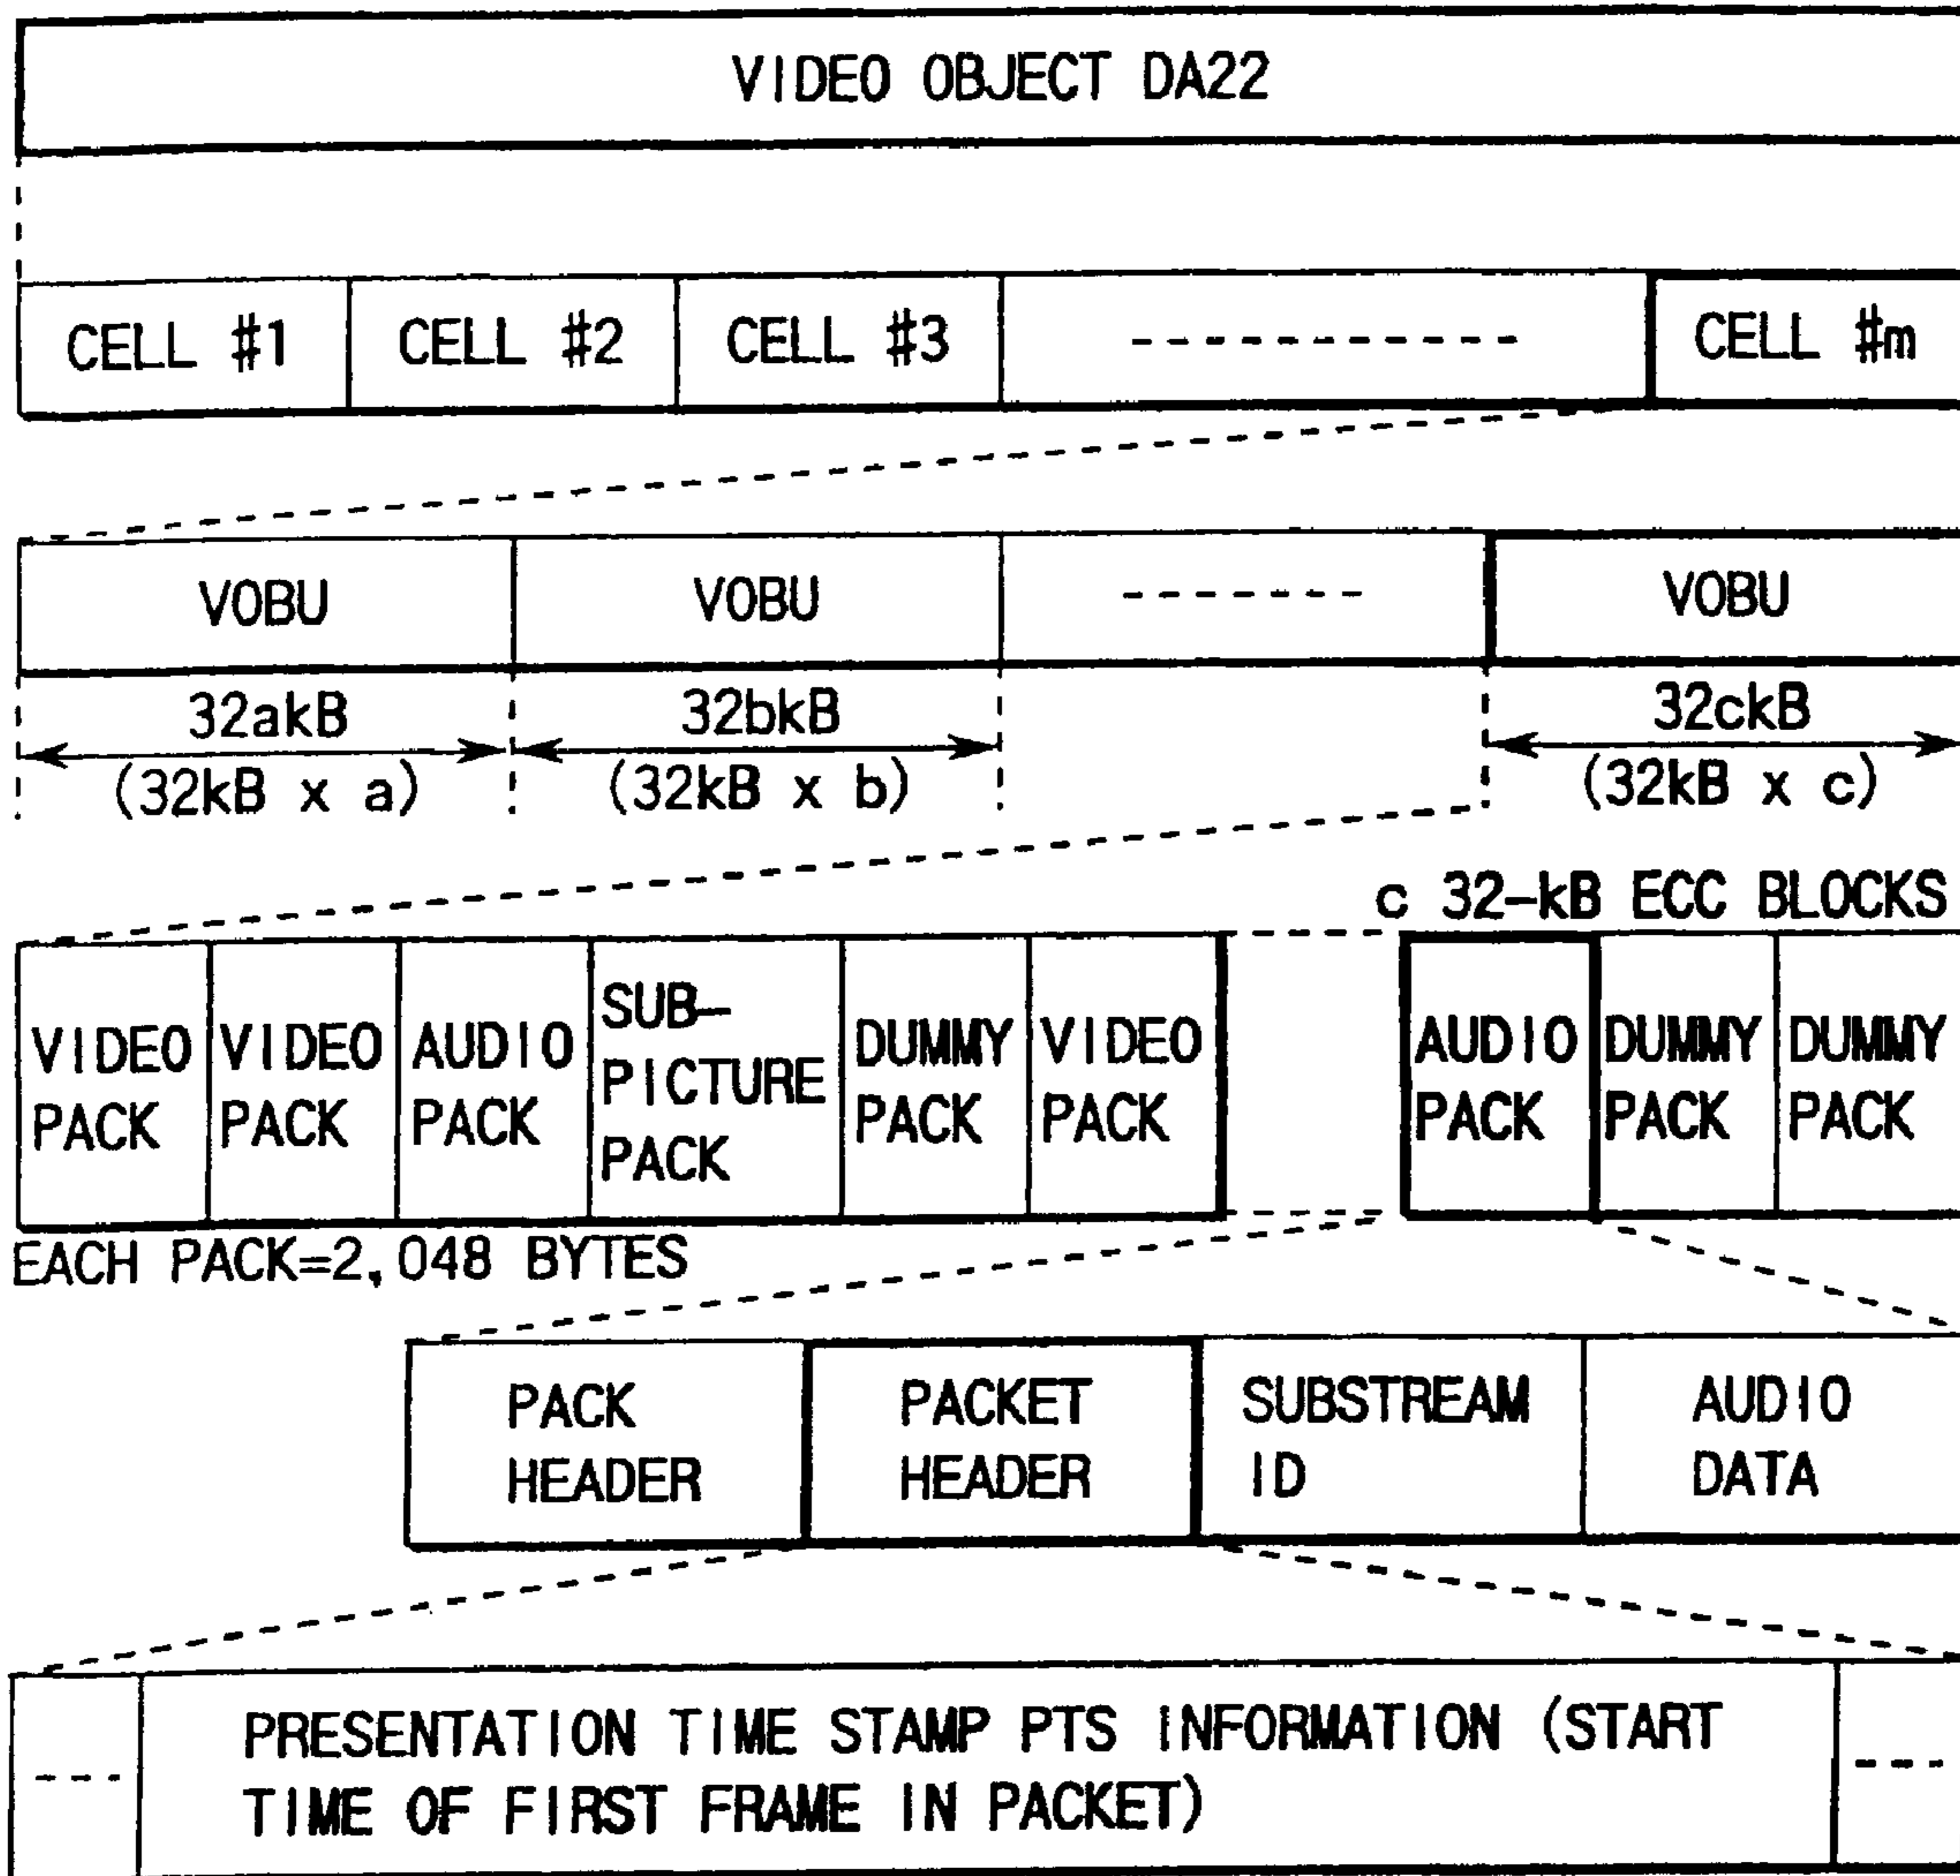 VIDEO OBJECT DA22
CELL #1
CELL #2
CELL #3
CELL #m
VOBU
VOBU
VOBU
32akB
(32kB x a)
32bkB
(32kB x b)
32ckB
(32kB x c)
c 32-kB ECC BLOCKS
VIDEO
PACK
VIDEO
PACK
AUDIO
PACK
SUB-
PICTURE
PACK
DUMMY
PACK
VIDEO
PACK
AUDIO
PACK
DUMMY
PACK
DUMMY
PACK
EACH PACK=2,048 BYTES
PACK
HEADER
PACKET
HEADER
SUBSTREAM
ID
AUDIO
DATA
PRESENTATION TIME STAMP PTS INFORMATION (START
TIME OF FIRST FRAME IN PACKET)